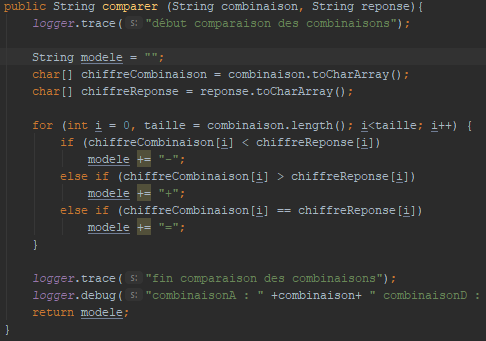 public String comparer (String combinaison, String reponse){
logger.trace( s: "début comparaison des combinaisons");
String modele = "";
char[] chiffreCombinaison = combinaison.toCharArray();
char[] chiffreReponse = reponse.toCharArray();
for (int i = 0, taille = combinaison.length(); i<taille; i++) {
if (chiffreCombinaison[i] < chiffreReponse[i])
modele += "-";
else if (chiffreCombinaison[i] > chiffreReponse[i])
modele += "+";
else if (chiffreCombinaison[i] == chiffreReponse[i])
modele += "=";
}
logger.trace( s: "fin comparaison des combinaisons");
logger.debug( s: "combinaisonA : " +combinaison+ " combinaisonD :
return modele;
}